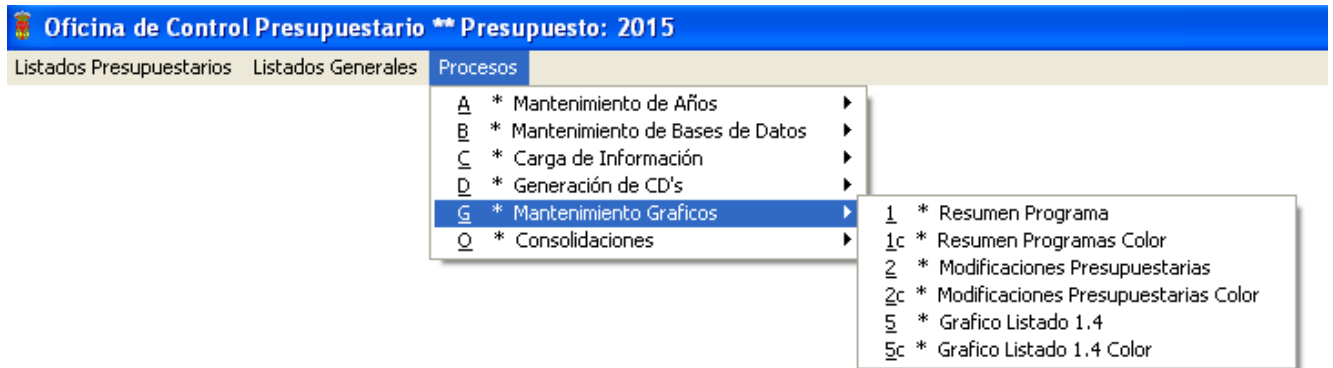 Oficina de Control Presupuestario ** Presupuesto: 2015
Listados Presupuestarios Listados Generales Procesos
A * Mantenimiento de Años
B * Mantenimiento de Bases de Datos
C * Carga de Información
D * Generación de CD's
G * Mantenimiento Graficos
O * Consolidaciones
1 * Resumen Programa
1c * Resumen Programas Color
2 * Modificaciones Presupuestarias
2c * Modificaciones Presupuestarias Color
5 * Grafico Listado 1.4
5c * Grafico Listado 1.4 Color